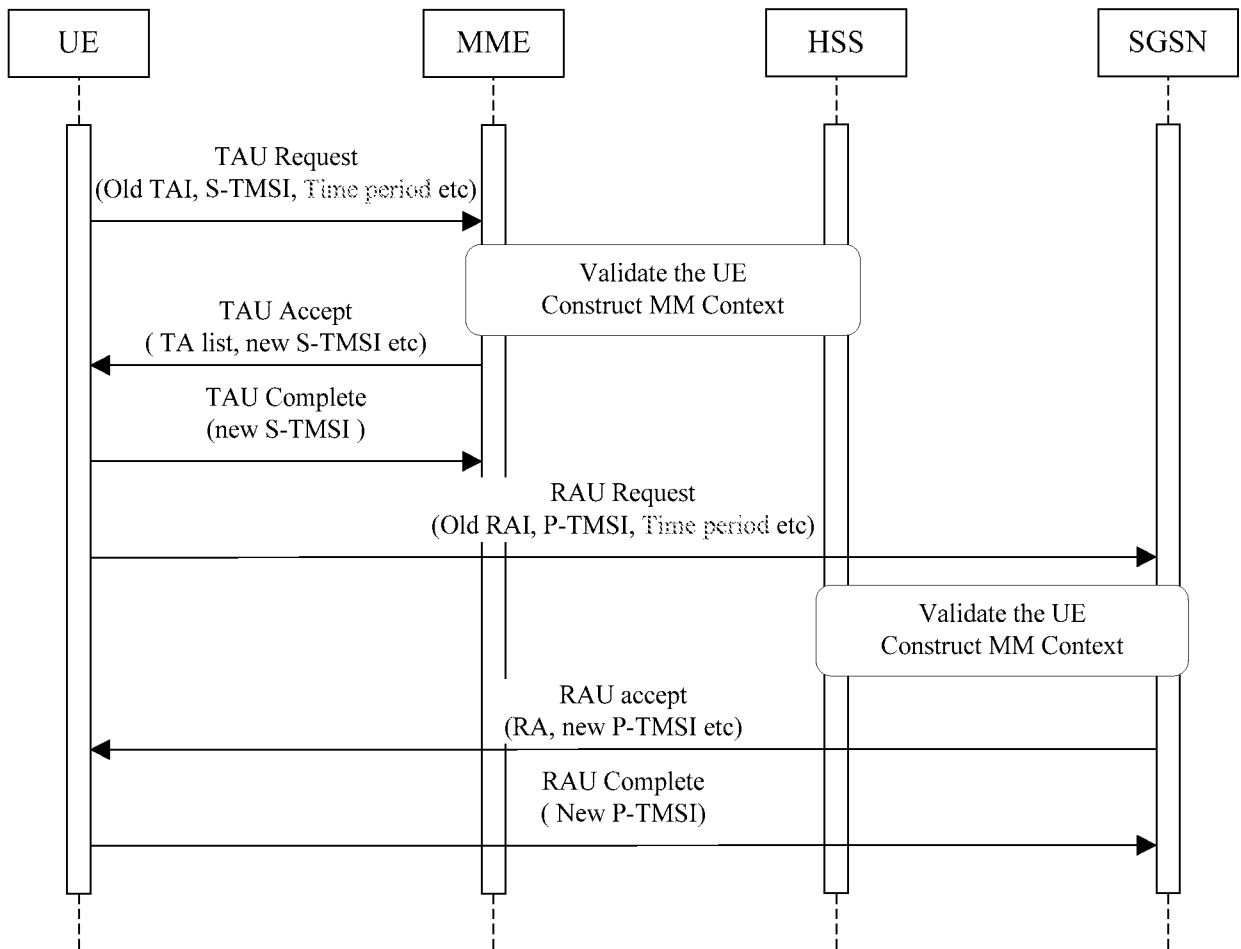 UE
MME
HSS
SGSN
TAU Request
(Old TAI, S-TMSI, Time period etc)
Validate the UE
Construct MM Context
TAU Accept
( TA list, new S-TMSI etc)
TAU Complete
(new S-TMSI )
RAU Request
(Old RAI, P-TMSI, Time period etc)
Validate the UE
Construct MM Context
RAU accept
(RA, new P-TMSI etc)
RAU Complete
( New P-TMSI)